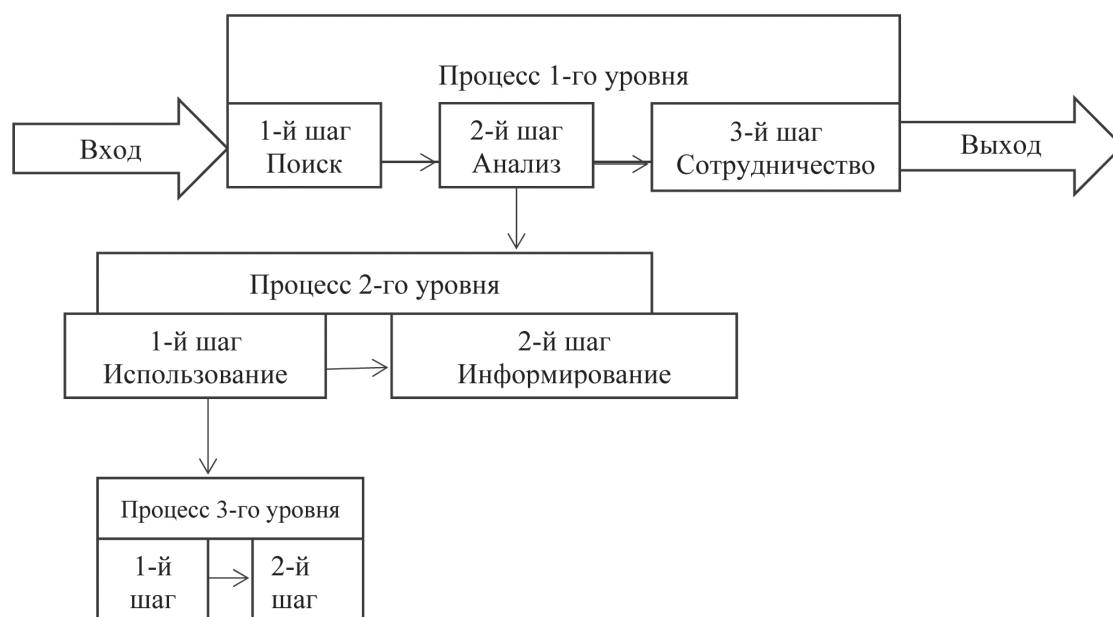 Процесс 1-го уровня
Вход
1-й шаг
Поиск
2-й шаг
Анализ
3-й шаг
Сотрудничество
Выход
Процесс 2-го уровня
1-й шаг
Использование
2-й шаг
Информирование
Процесс 3-го уровня
1-й
шаг
2-й
шаг